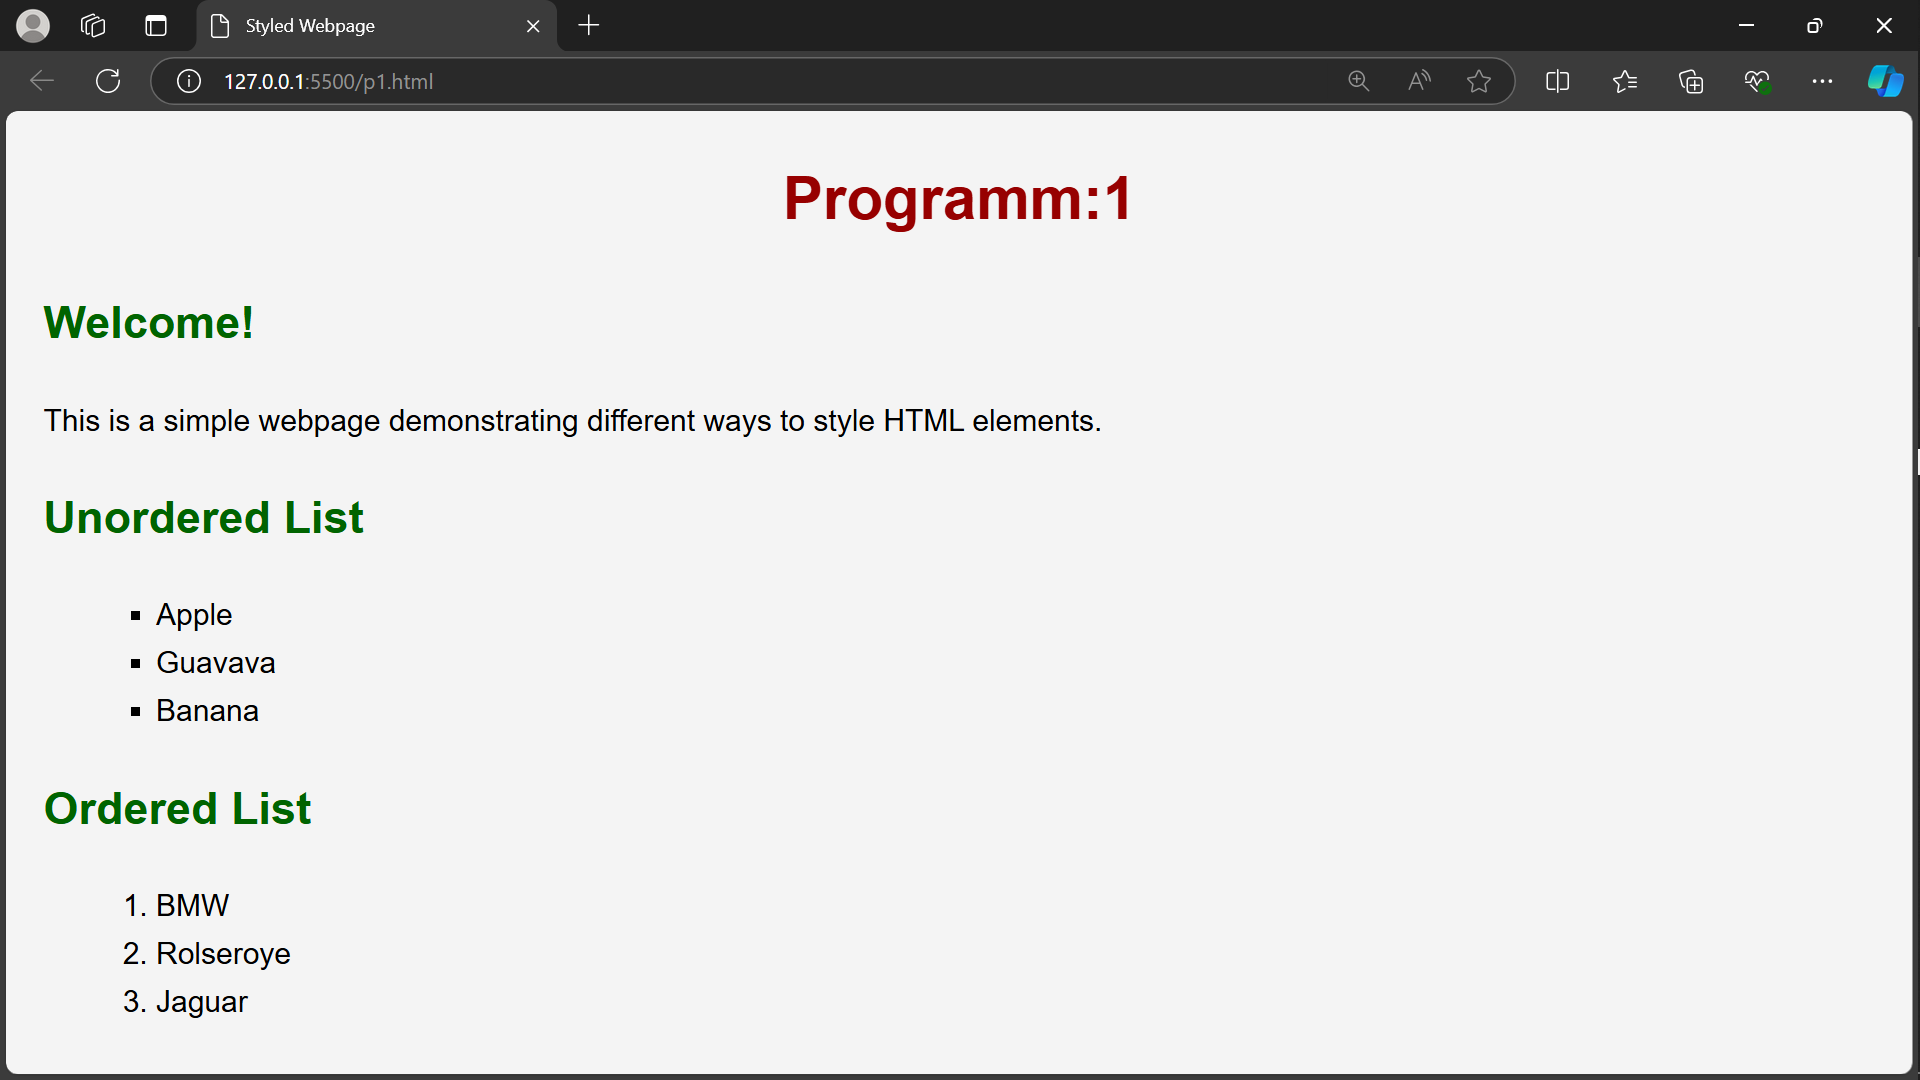 Styled Webpage
127.0.0.1:5500/p1.html
Programm:1
Welcome!
This is a simple webpage demonstrating different ways to style HTML elements.
Unordered List
▪ Apple
▪ Guavava
▪ Banana
Ordered List
1. BMW
2. Rolseroye
3. Jaguar